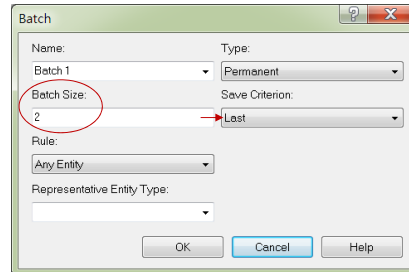 Batch
Name:
Type:
Batch 1
Permanent
Batch Size:
Save Criterion:
2
Last
Rule:
Any Entity
Representative Entity Type:
OK
Cancel
Help